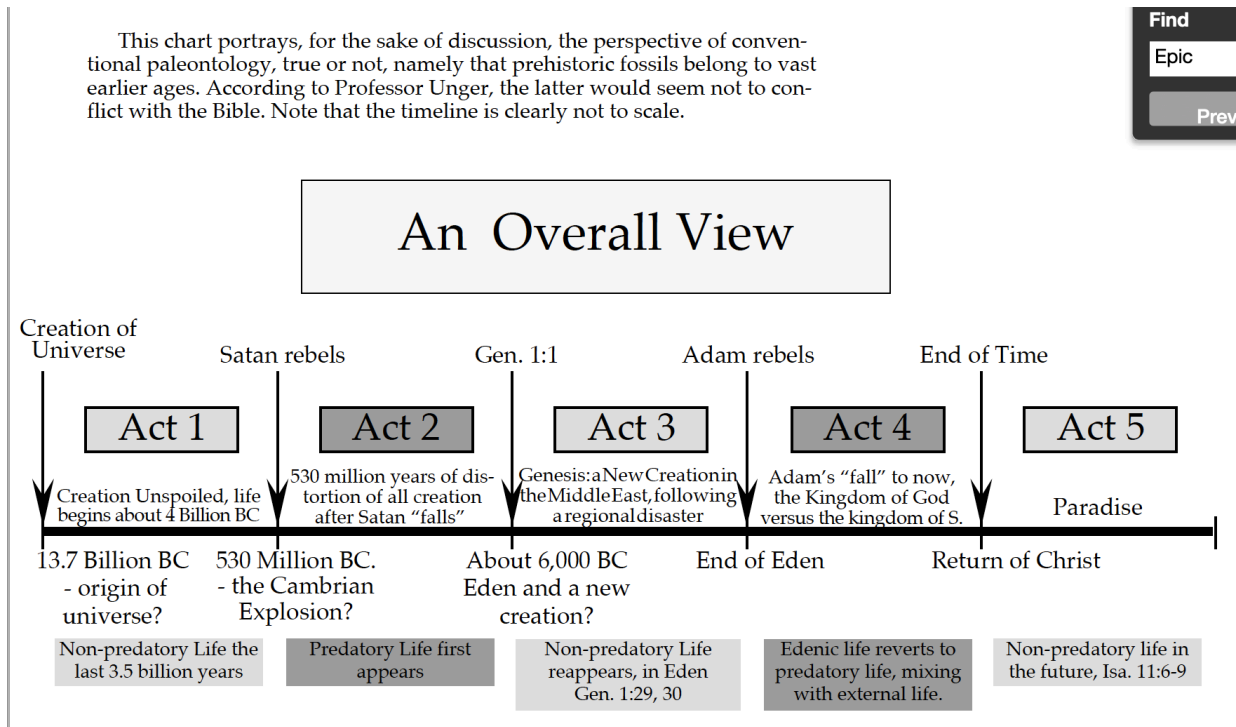 This chart portrays, for the sake of discussion, the perspective of conven-
tional paleontology, true or not, namely that prehistoric fossils belong to vast
earlier ages. According to Professor Unger, the latter would seem not to con-
flict with the Bible. Note that the timeline is clearly not to scale.
Find
Epic
Prev
An Overall View
Creation of
Universe
Satan rebels
Gen. 1:1
Adam rebels
End of Time
Act 1
Act 2
Act 3
Act 4
Act 5
Creation Unspoiled, life
begins about 4 Billion BC
530 million years of dis-
tortion of all creation
after Satan “falls”
Genesis: a New Creation in
the Middle East, following
a regional disaster
Adam’s “fall” to now,
the Kingdom of God
versus the kingdom of S.
Paradise
13.7 Billion BC
- origin of
universe?
530 Million BC.
- the Cambrian
Explosion?
About 6,000 BC
Eden and a new
creation?
End of Eden
Return of Christ
Non-predatory Life the
last 3.5 billion years
Predatory Life first
appears
Non-predatory Life
reappears, in Eden
Gen. 1:29, 30
Edenic life reverts to
predatory life, mixing
with external life.
Non-predatory life in
the future, Isa. 11:6-9